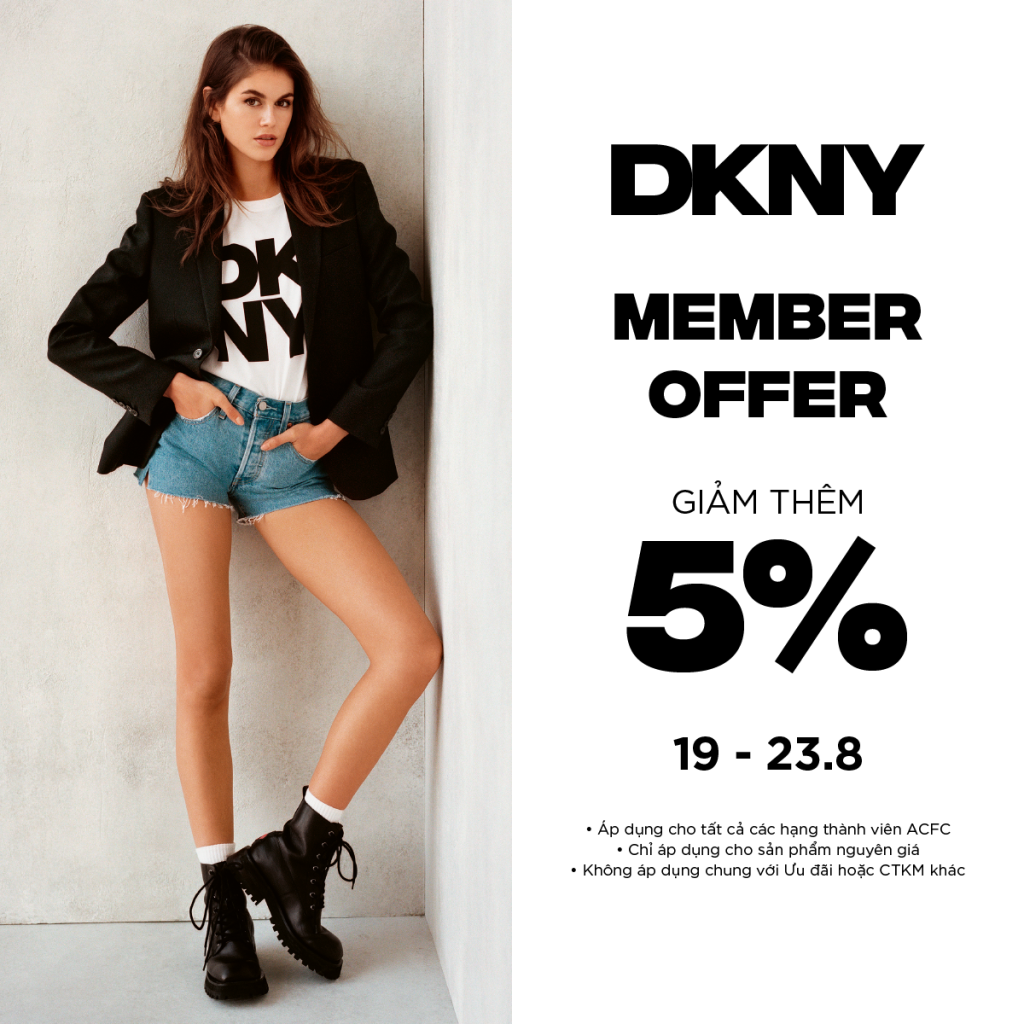 DK
NY
DKNY
MEMBER
OFFER
GIẢM THÊM
5%
19 - 23.8
• Áp dụng cho tất cả các hạng thành viên ACFC
• Chỉ áp dụng cho sản phẩm nguyên giá
• Không áp dụng chung với Ưu đãi hoặc CTKM khác